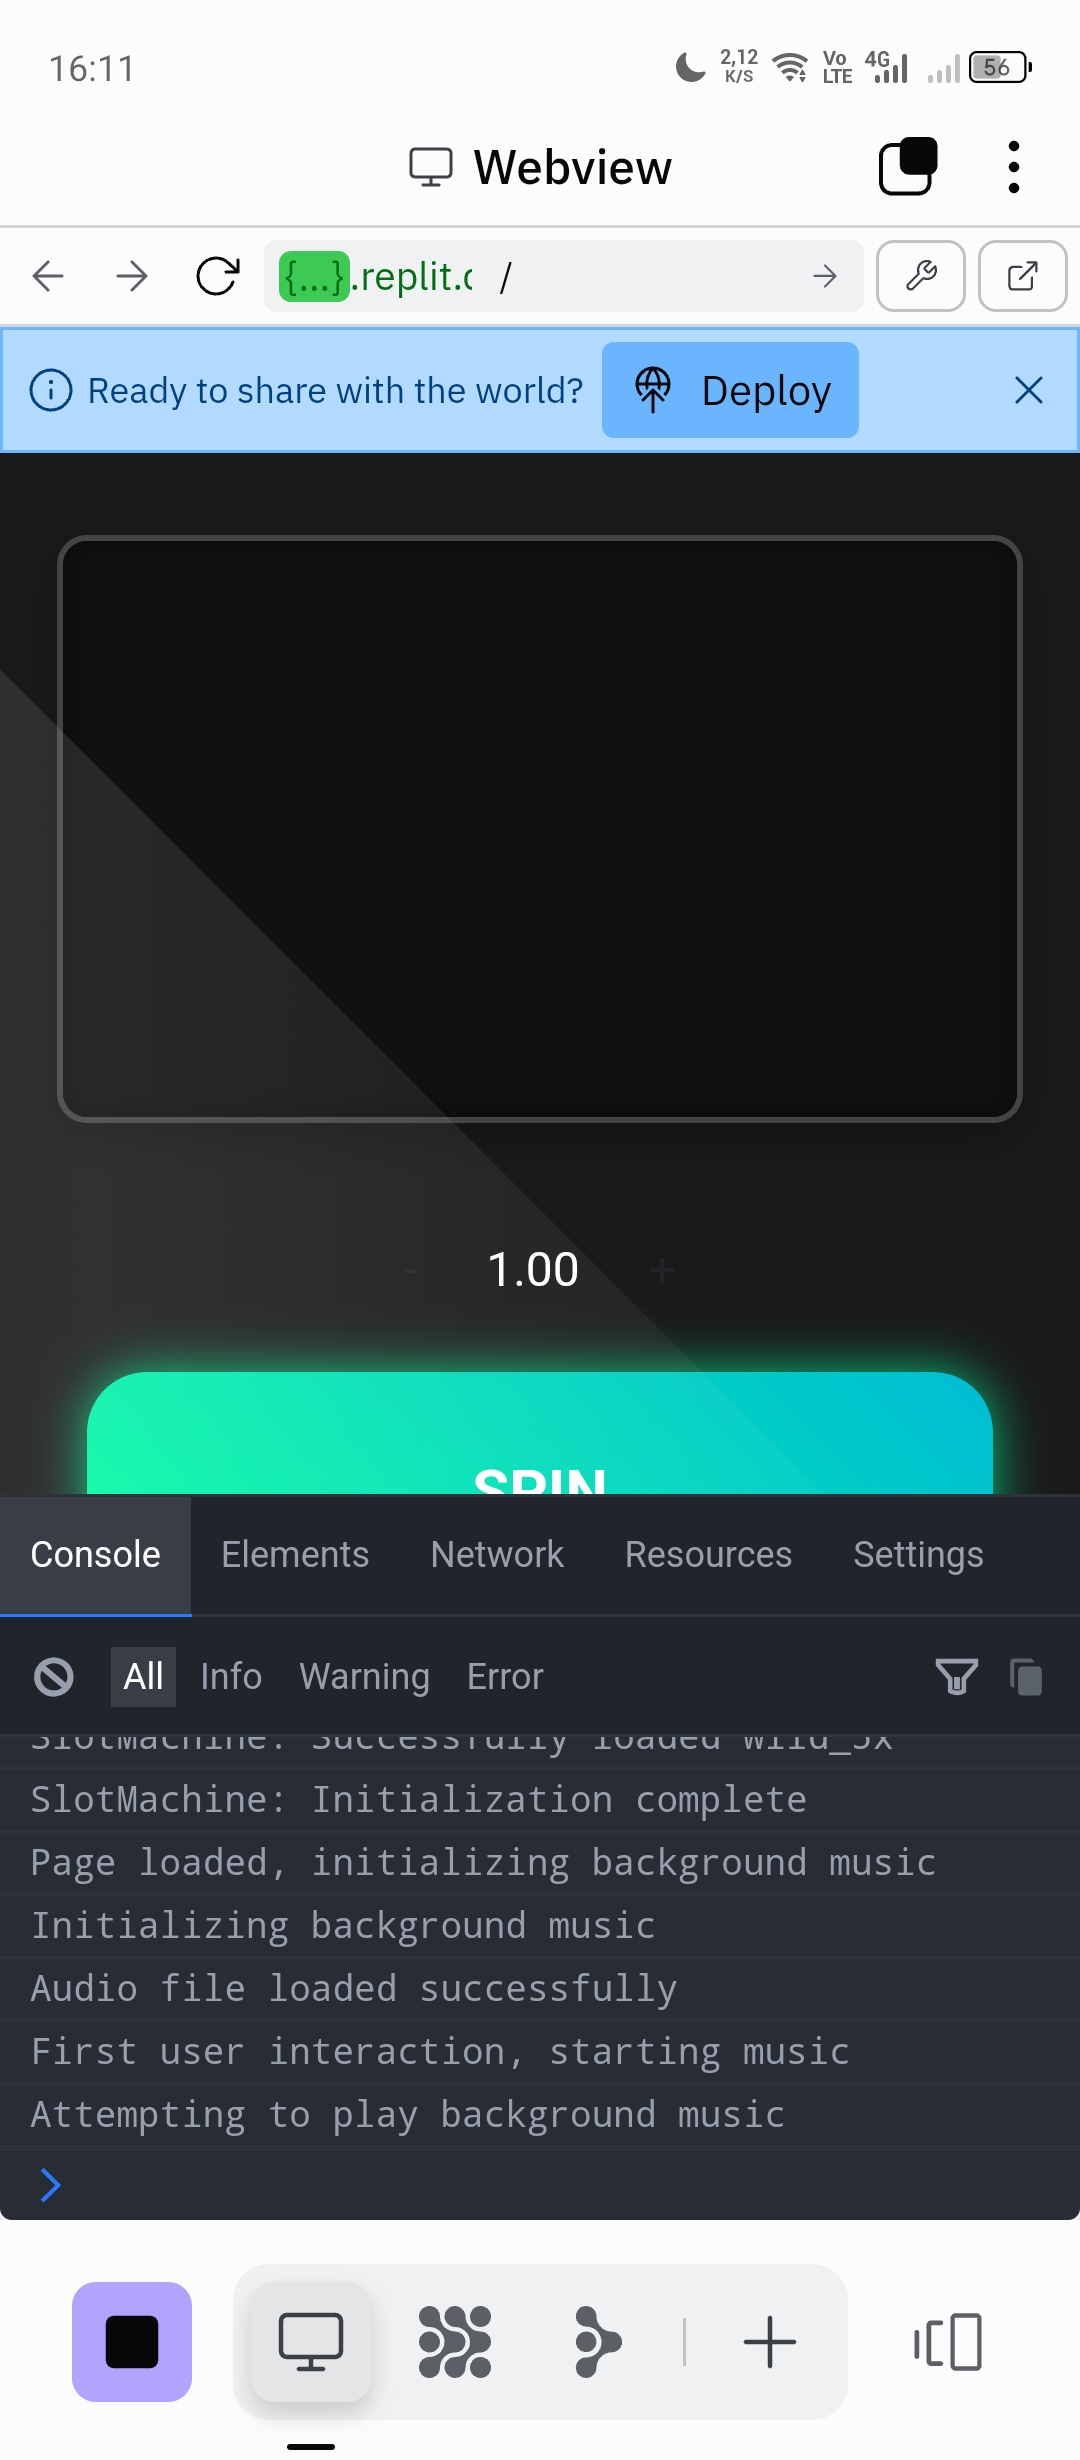 16:11
2,12 K/S
Vo LTE
4G
56
Webview
{...}.replit.c /
Ready to share with the world?
Deploy
- 1.00 +
SPIN
Console Elements Network Resources Settings
All Info Warning Error
SlotMachine: Successfully loaded wild_5x
SlotMachine: Initialization complete
Page loaded, initializing background music
Initializing background music
Audio file loaded successfully
First user interaction, starting music
Attempting to play background music